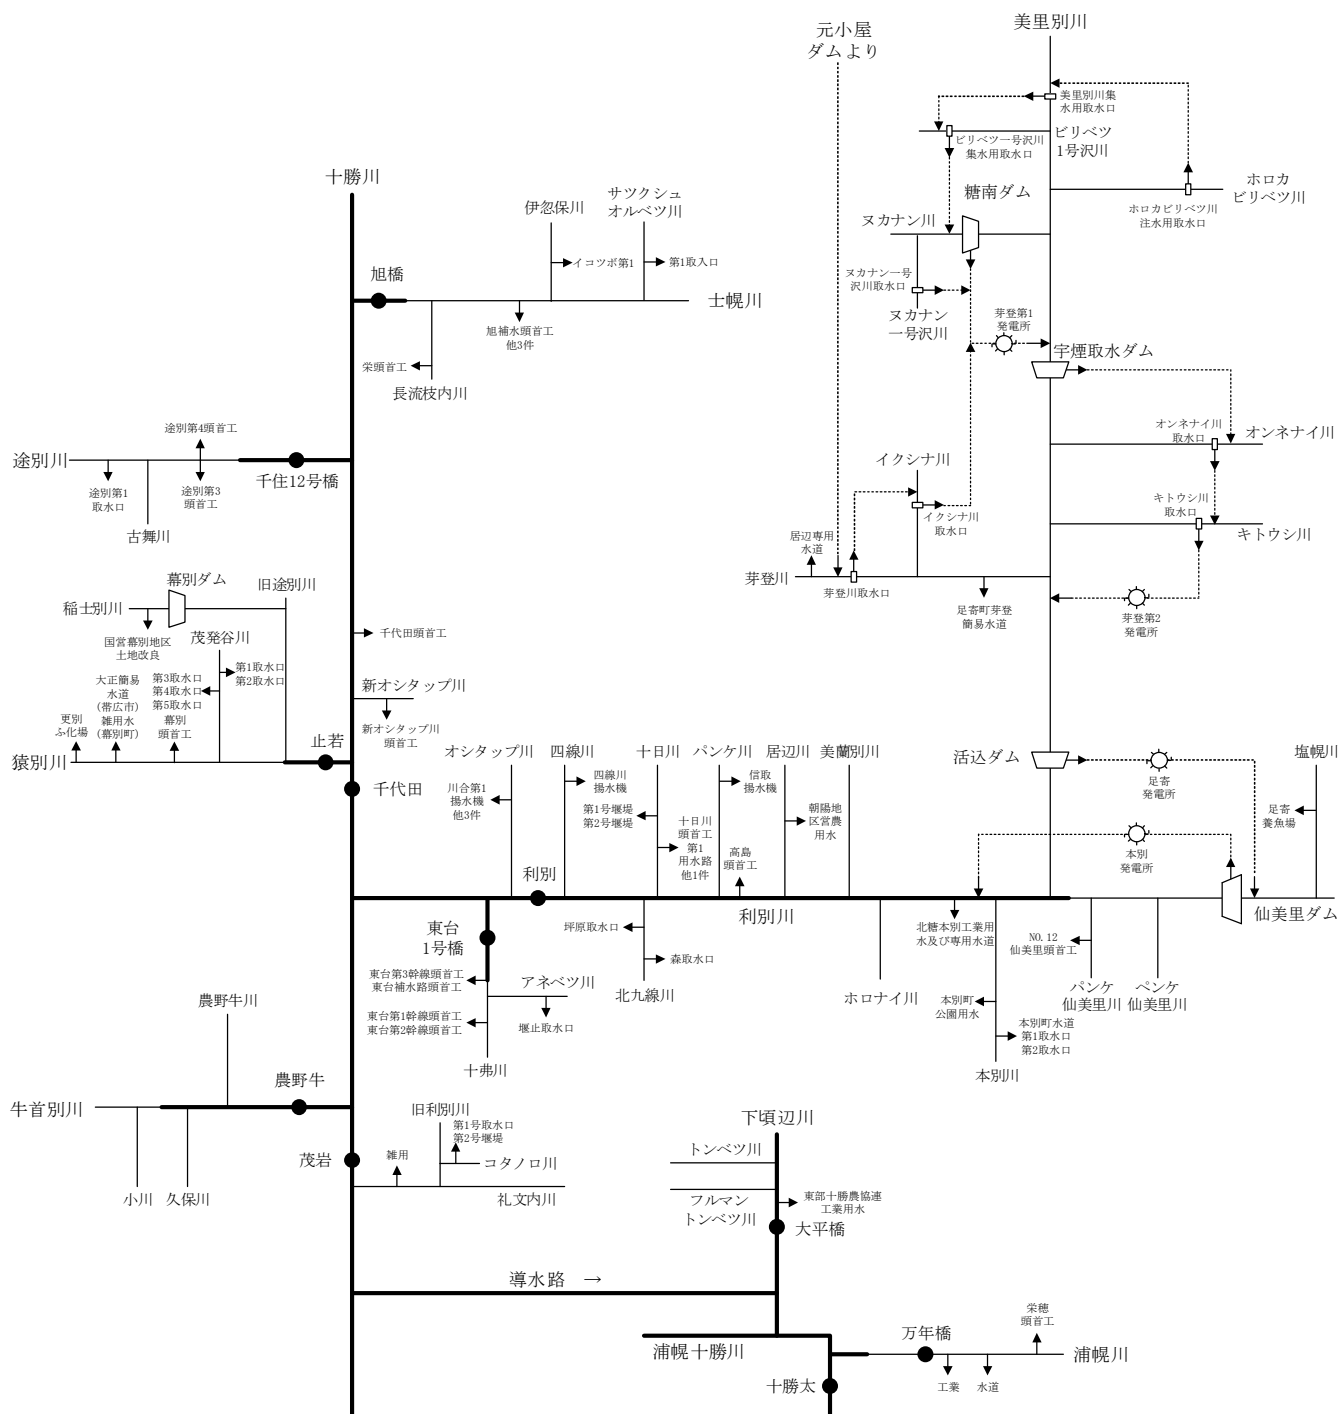 元小屋
ダムより
美里別川
美里別川集
水用取水口
ビリベツ
1号沢川
ビリベツ一号沢川
集水用取水口
ホロカ
ビリベツ川
ホロカビリベツ川
注水用取水口
糖南ダム
ヌカナン川
ヌカナン一号
沢川取水口
ヌカナン
一号沢川
芽登第1
発電所
宇煙取水ダム
オンネナイ川
取水口
オンネナイ川
キトウシ川
取水口
キトウシ川
イクシナ川
イクシナ川
取水口
居辺専用
水道
芽登川
芽登川取水口
足寄町芽登
簡易水道
芽登第2
発電所
十勝川
旭橋
伊忽保川
サツクシュ
オルベツ川
イコツボ第1
第1取入口
士幌川
旭補水頭首工
他3件
栄頭首工
長流枝内川
途別川
途別第4頭首工
途別第1
取水口
途別第3
頭首工
古舞川
千住12号橋
幕別ダム
旧途別川
稲士別川
国営幕別地区
土地改良
茂発谷川
千代田頭首工
第1取水口
第2取水口
第3取水口
第4取水口
第5取水口
大正簡易
水道
(帯広市)
雑用水
(幕別町)
幕別
頭首工
更別
ふ化場
猿別川
止若
新オシタップ川
新オシタップ川
頭首工
千代田
オシタップ川
川合第1
揚水機
他3件
四線川
四線川
揚水機
十日川
第1号堰堤
第2号堰堤
十日川
頭首工
第1
用水路
他1件
パンケ川
信取
揚水機
高島
頭首工
居辺川
朝陽地
区営農
用水
美蘭別川
活込ダム
足寄
発電所
本別
発電所
塩幌川
足寄
養魚場
仙美里ダム
利別
利別川
東台
1号橋
東台第3幹線頭首工
東台補水路頭首工
東台第1幹線頭首工
東台第2幹線頭首工
アネベツ川
堰止取水口
十弗川
坪原取水口
森取水口
北九線川
ホロナイ川
北糖本別工業用
水及び専用水道
本別町
公園用水
本別町水道
第1取水口
第2取水口
本別川
NO.12
仙美里頭首工
パンケ
仙美里川
ペンケ
仙美里川
農野牛川
農野牛
牛首別川
小川
久保川
茂岩
旧利別川
第1号取水口
第2号堰堤
コタノロ川
雑用
礼文内川
下頃辺川
トンベツ川
フルマン
トンベツ川
東部十勝農協連
工業用水
大平橋
導水路 →
浦幌十勝川
万年橋
栄穂
頭首工
浦幌川
工業
水道
十勝太